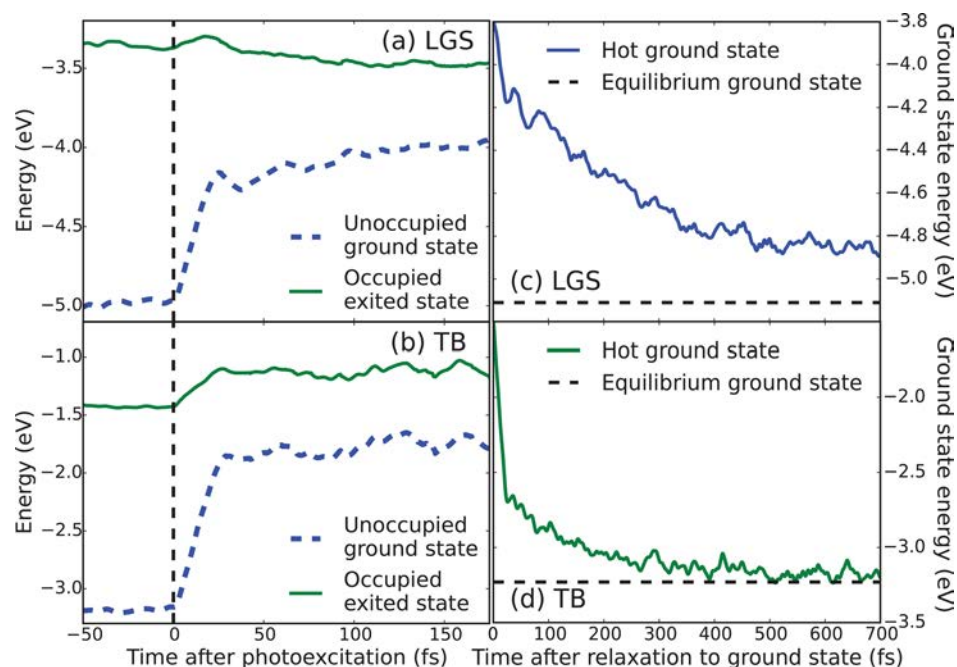 (a) LGS
−3.5
−4.0
−4.5
−5.0
Energy (eV)
Unoccupied
ground state
Occupied
exited state
(b) TB
−1.0
−1.5
−2.0
−2.5
−3.0
Energy (eV)
Unoccupied
ground state
Occupied
exited state
−50
0
50
100
150
Time after photoexcitation (fs)
Hot ground state
Equilibrium ground state
(c) LGS
−3.8
−4.0
−4.2
−4.4
−4.6
−4.8
−5.0
Ground state energy (eV)
Hot ground state
Equilibrium ground state
(d) TB
−2.0
−2.5
−3.0
−3.5
Ground state energy (eV)
0
100
200
300
400
500
600
700
Time after relaxation to ground state (fs)